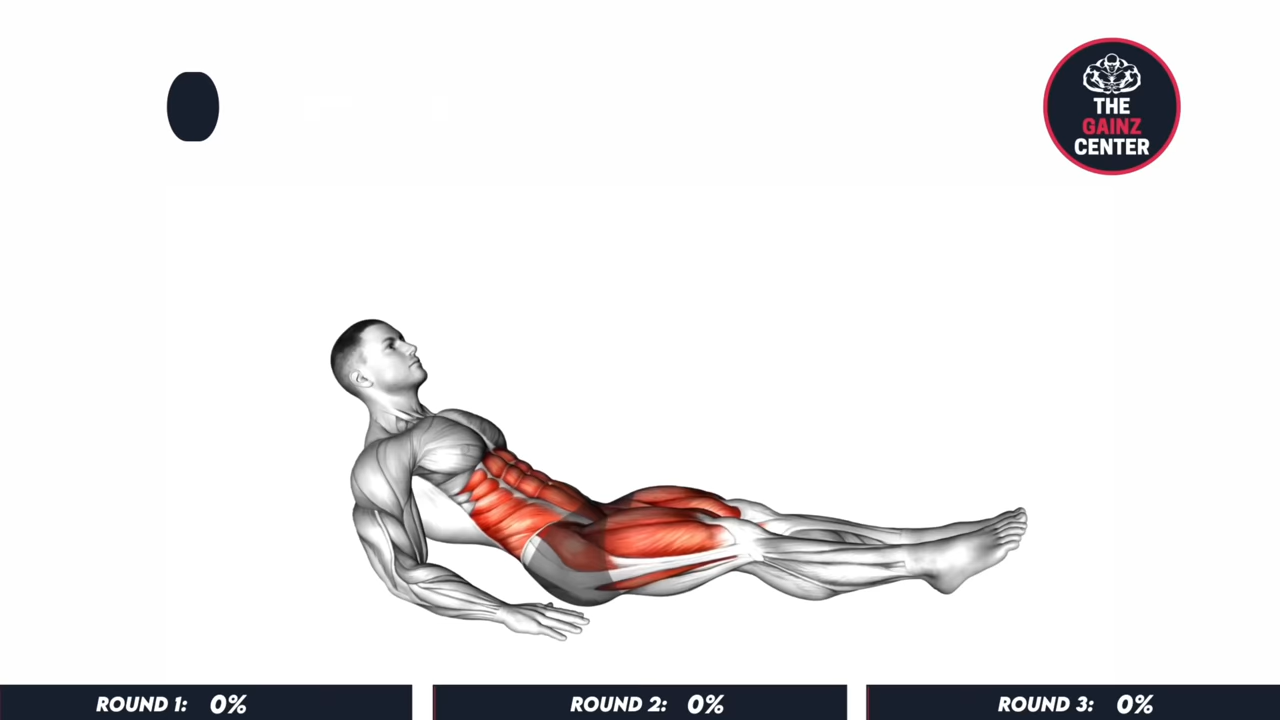 THE
GAINZ
CENTER
ROUND 1: 0%
ROUND 2: 0%
ROUND 3: 0%